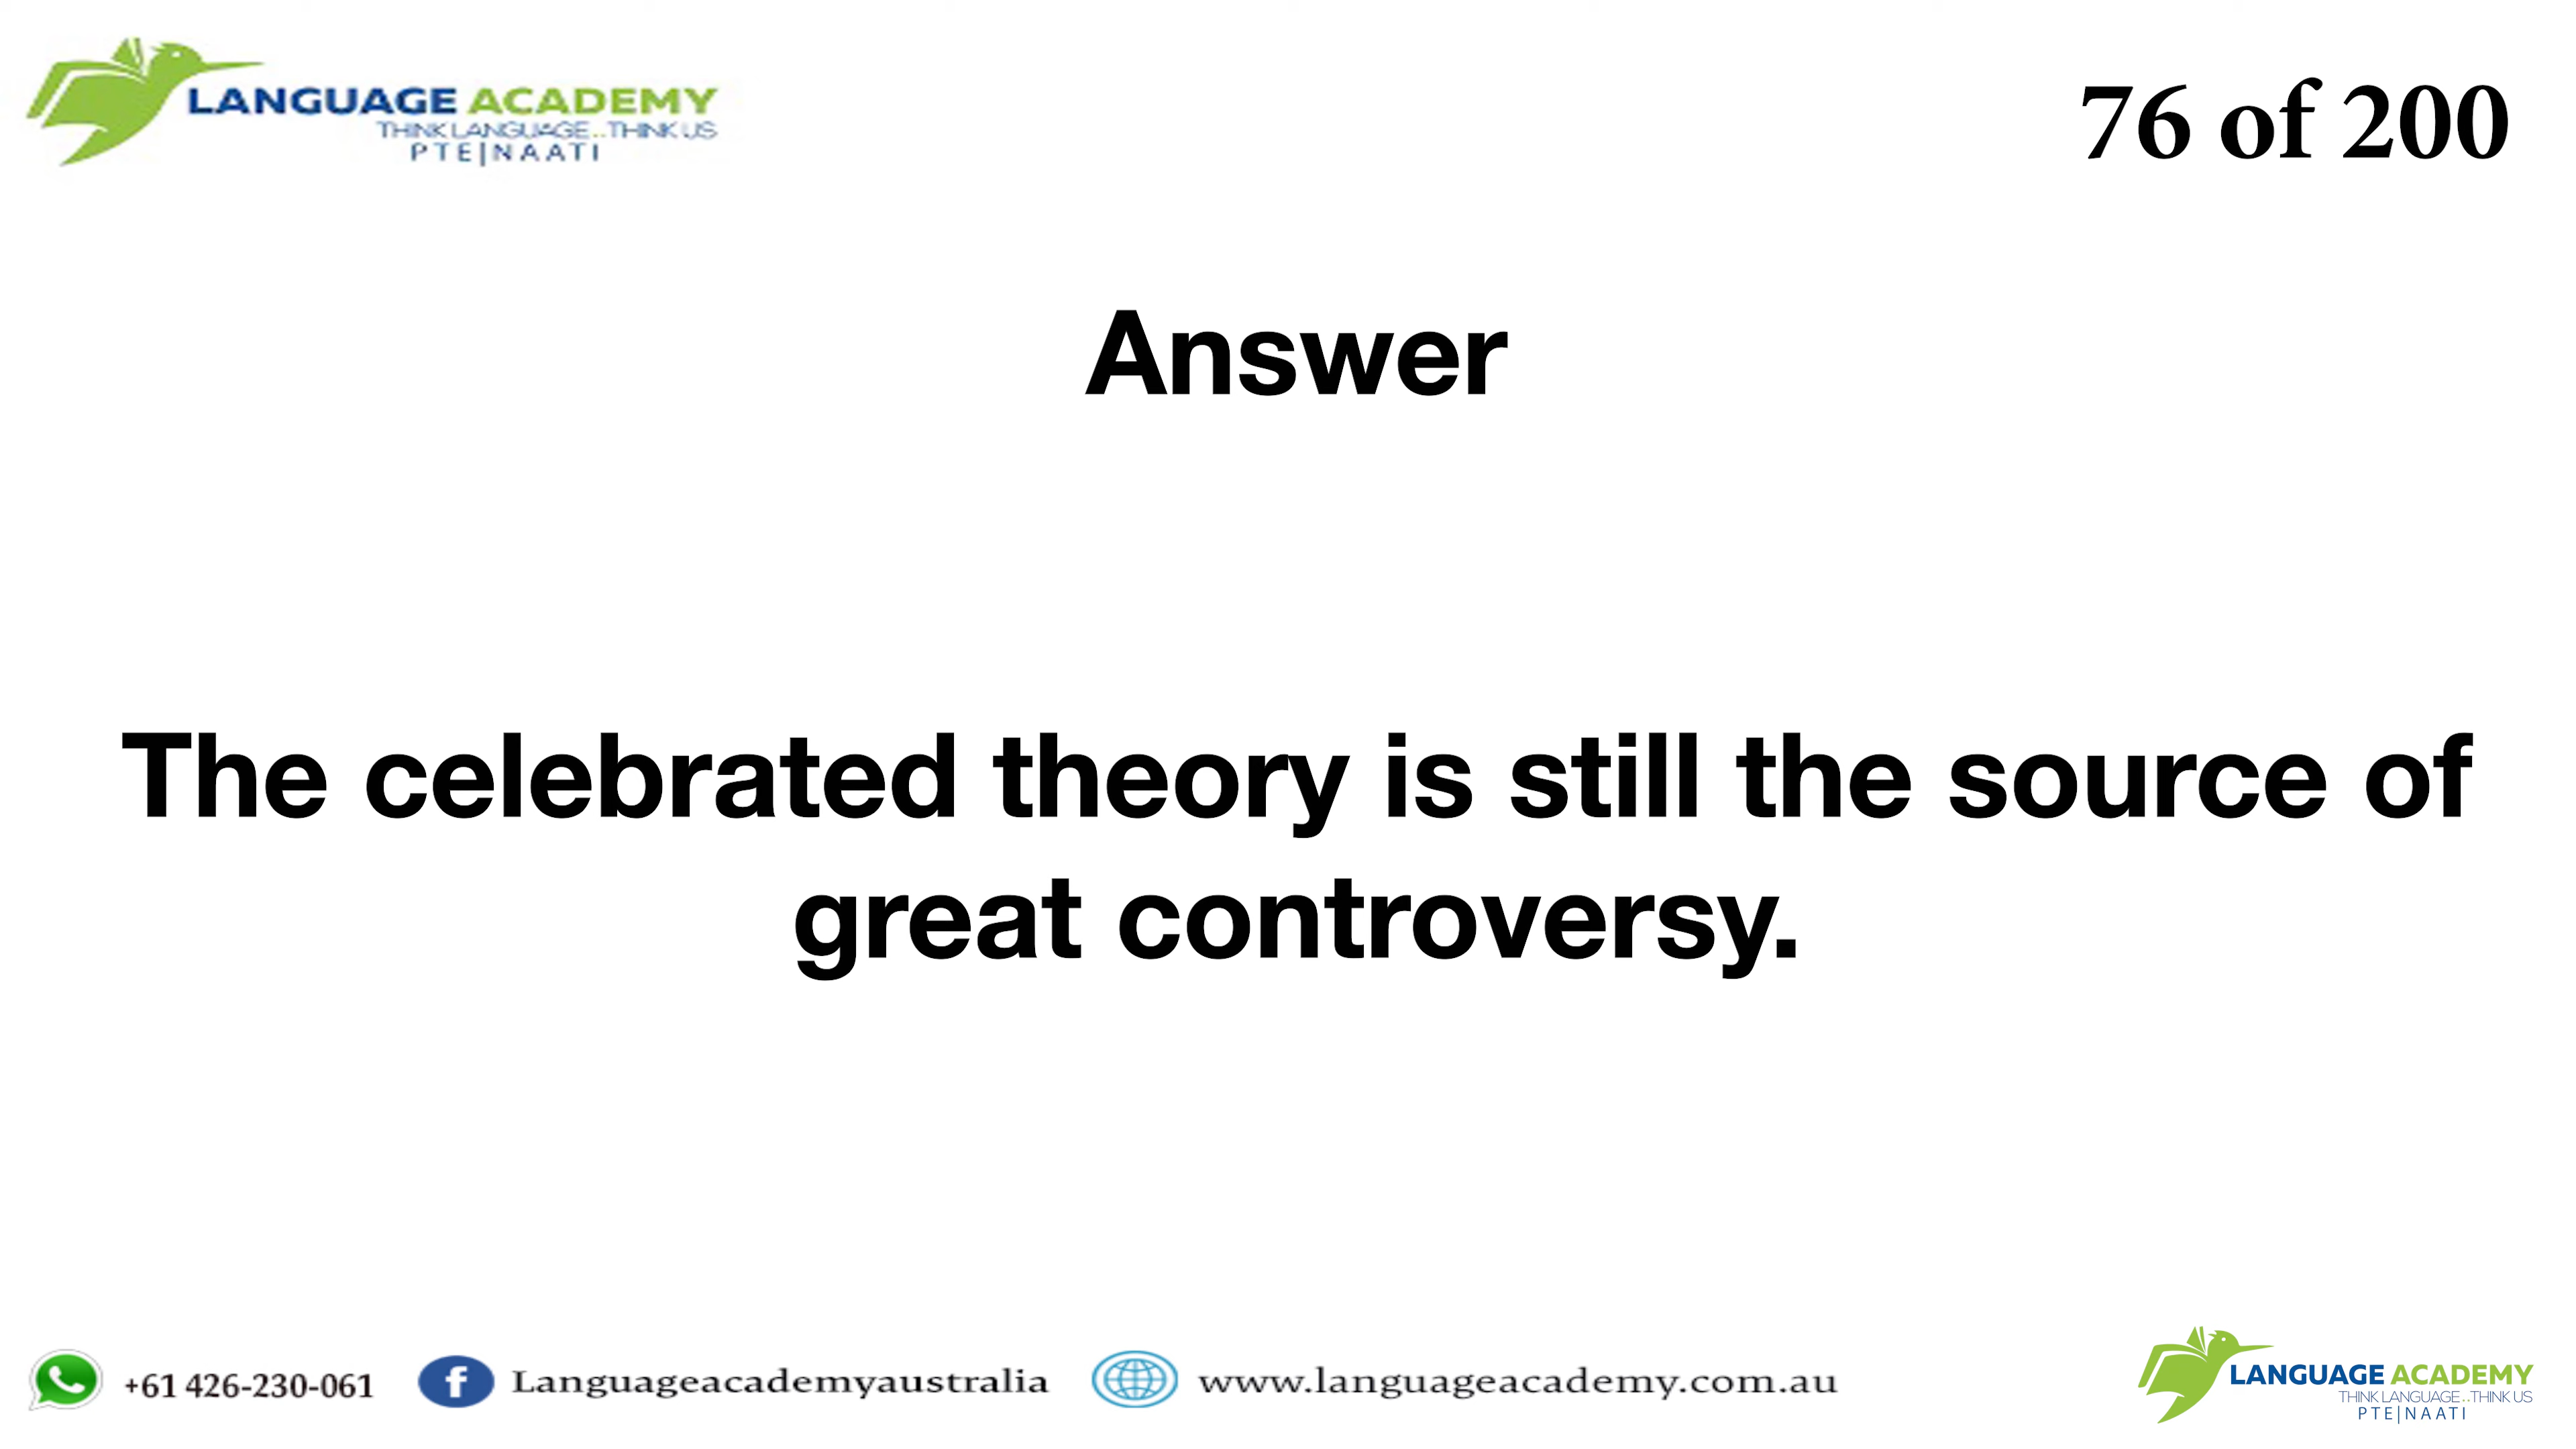 LANGUAGE ACADEMY
THINK LANGUAGE..THINK US
PTE|NAATI
76 of 200
Answer
The celebrated theory is still the source of
great controversy.
+61 426-230-061
Languageacademyaustralia
www.languageacademy.com.au
LANGUAGE ACADEMY
THINK LANGUAGE..THINK US
PTE|NAATI